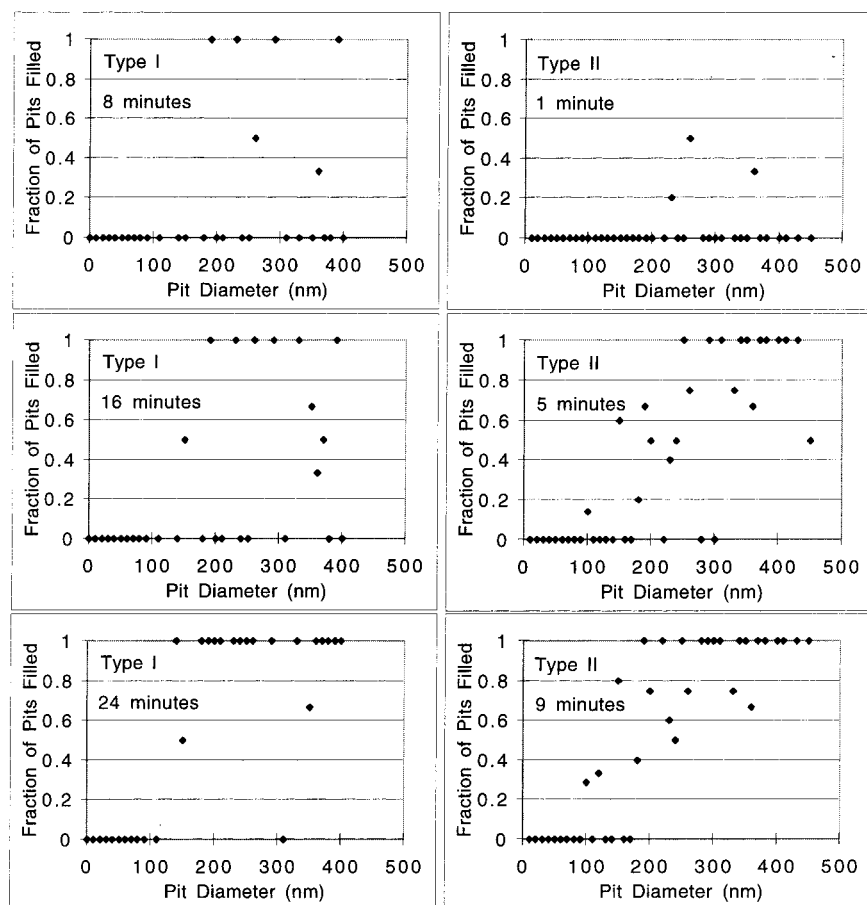 Fraction of Pits Filled
1
0.8
0.6
0.4
0.2
0
Type I
8 minutes
0 100 200 300 400 500
Pit Diameter (nm)
Fraction of Pits Filled
1
0.8
0.6
0.4
0.2
0
Type II
1 minute
0 100 200 300 400 500
Pit Diameter (nm)
Fraction of Pits Filled
1
0.8
0.6
0.4
0.2
0
Type I
16 minutes
0 100 200 300 400 500
Pit Diameter (nm)
Fraction of Pits Filled
1
0.8
0.6
0.4
0.2
0
Type II
5 minutes
0 100 200 300 400 500
Pit Diameter (nm)
Fraction of Pits Filled
1
0.8
0.6
0.4
0.2
0
Type I
24 minutes
0 100 200 300 400 500
Pit Diameter (nm)
Fraction of Pits Filled
1
0.8
0.6
0.4
0.2
0
Type II
9 minutes
0 100 200 300 400 500
Pit Diameter (nm)